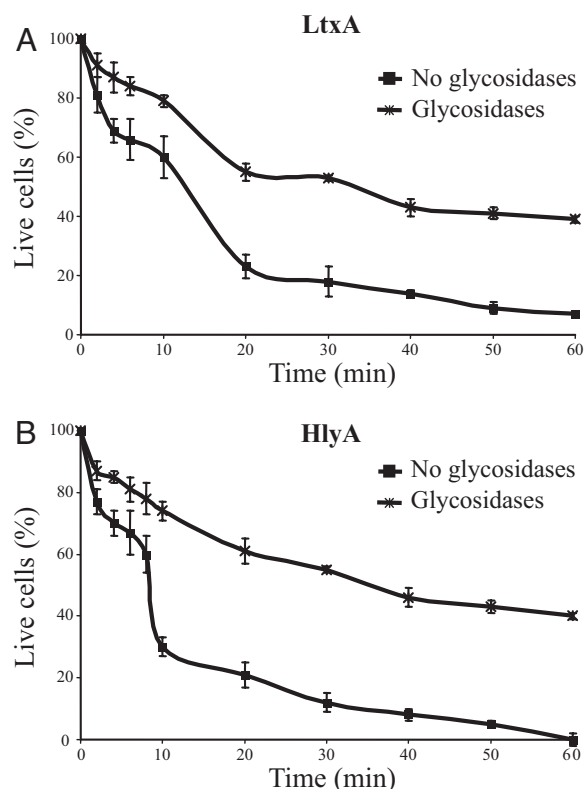 A
LtxA
100
80
60
40
20
0
Live cells (%)
No glycosidases
Glycosidases
0 10 20 30 40 50 60
Time (min)
B
HlyA
100
80
60
40
20
0
Live cells (%)
No glycosidases
Glycosidases
0 10 20 30 40 50 60
Time (min)